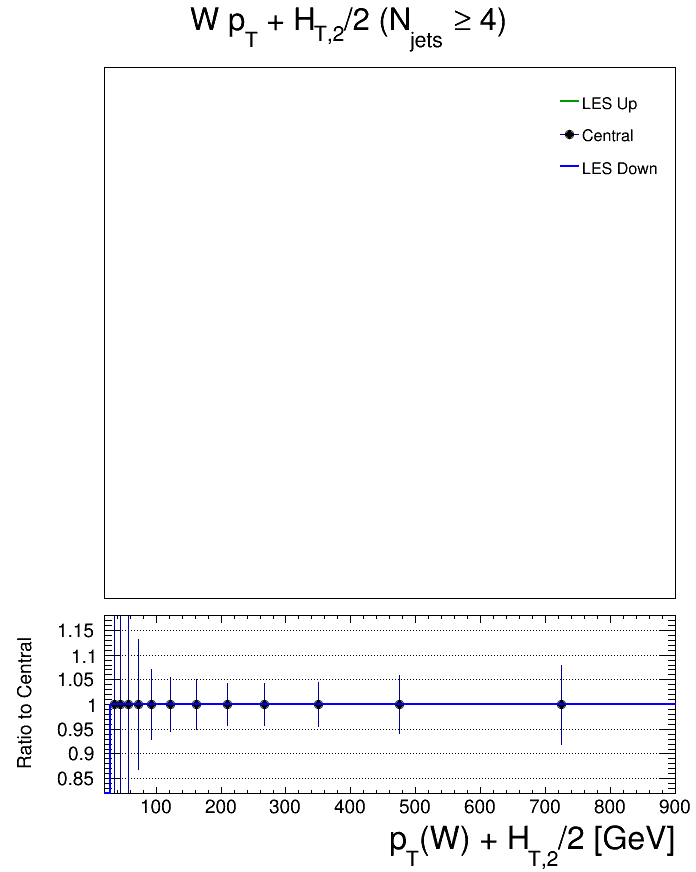 W p_T + H_T,2/2 (N_jets ≥ 4)
LES Up
Central
LES Down
Ratio to Central
1.15
1.1
1.05
1
0.95
0.9
0.85
100 200 300 400 500 600 700 800 900
p_T(W) + H_T,2/2 [GeV]